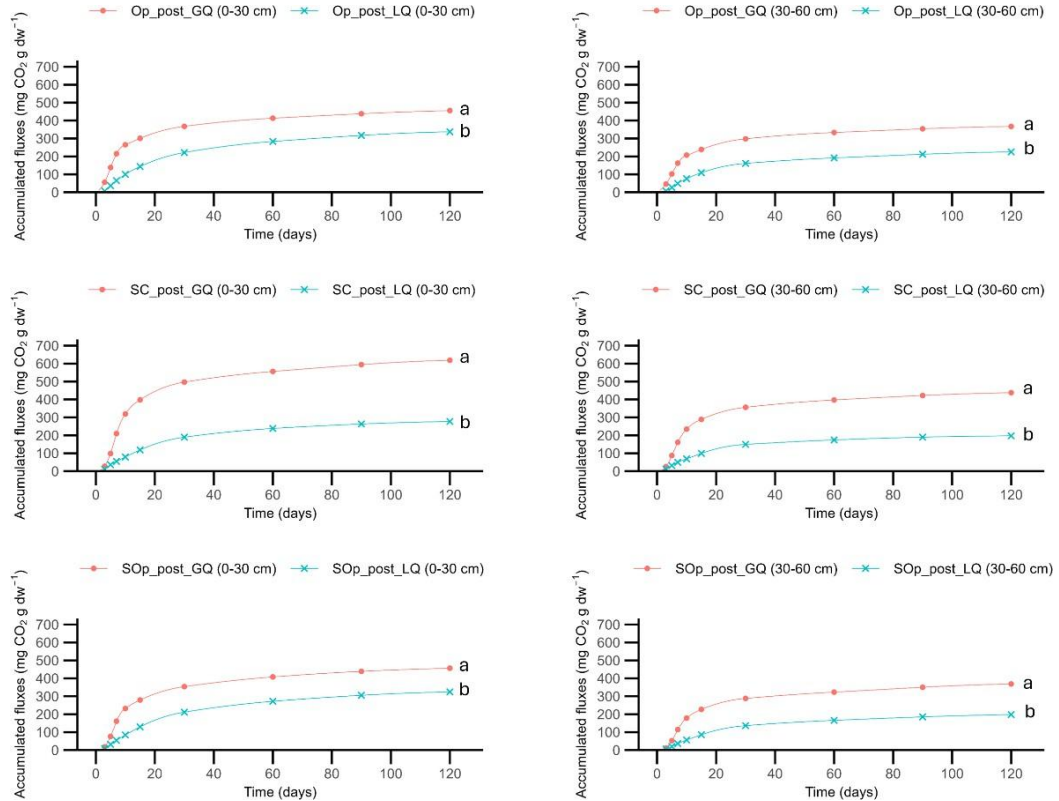 Op_post_GQ (0-30 cm) Op_post_LQ (0-30 cm)
Accumulated fluxes (mg CO₂ g dw⁻¹)
700
600
500
400
300
200
100
0
a
b
0 20 40 60 80 100 120
Time (days)
Op_post_GQ (30-60 cm) Op_post_LQ (30-60 cm)
Accumulated fluxes (mg CO₂ g dw⁻¹)
700
600
500
400
300
200
100
0
a
b
0 20 40 60 80 100 120
Time (days)
SC_post_GQ (0-30 cm) SC_post_LQ (0-30 cm)
Accumulated fluxes (mg CO₂ g dw⁻¹)
700
600
500
400
300
200
100
0
a
b
0 20 40 60 80 100 120
Time (days)
SC_post_GQ (30-60 cm) SC_post_LQ (30-60 cm)
Accumulated fluxes (mg CO₂ g dw⁻¹)
700
600
500
400
300
200
100
0
a
b
0 20 40 60 80 100 120
Time (days)
SOp_post_GQ (0-30 cm) SOp_post_LQ (0-30 cm)
Accumulated fluxes (mg CO₂ g dw⁻¹)
700
600
500
400
300
200
100
0
a
b
0 20 40 60 80 100 120
Time (days)
SOp_post_GQ (30-60 cm) SOp_post_LQ (30-60 cm)
Accumulated fluxes (mg CO₂ g dw⁻¹)
700
600
500
400
300
200
100
0
a
b
0 20 40 60 80 100 120
Time (days)